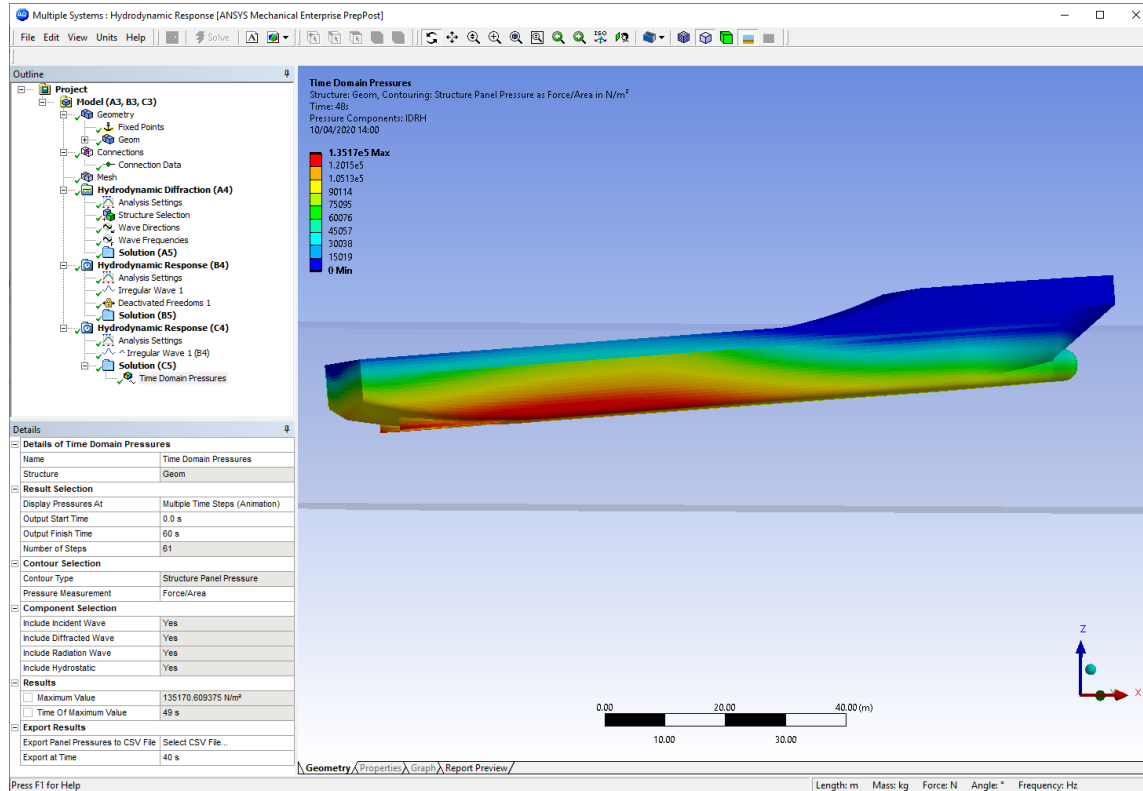 Multiple Systems : Hydrodynamic Response [ANSYS Mechanical Enterprise PrepPost]
File Edit View Units Help Solve A ISO
Outline
Project
Model (A3, B3, C3)
Geometry
Fixed Points
Geom
Connections
Connection Data
Mesh
Hydrodynamic Diffraction (A4)
Analysis Settings
Structure Selection
Wave Directions
Wave Frequencies
Solution (A5)
Hydrodynamic Response (B4)
Analysis Settings
Irregular Wave 1
Deactivated Freedoms 1
Solution (B5)
Hydrodynamic Response (C4)
Analysis Settings
^ Irregular Wave 1 (B4)
Solution (C5)
Time Domain Pressures
Details
Details of Time Domain Pressures
Name Time Domain Pressures
Structure Geom
Result Selection
Display Pressures At Multiple Time Steps (Animation)
Output Start Time 0.0 s
Output Finish Time 60 s
Number of Steps 61
Contour Selection
Contour Type Structure Panel Pressure
Pressure Measurement Force/Area
Component Selection
Include Incident Wave Yes
Include Diffracted Wave Yes
Include Radiation Wave Yes
Include Hydrostatic Yes
Results
Maximum Value 135170.609375 N/m²
Time Of Maximum Value 49 s
Export Results
Export Panel Pressures to CSV File Select CSV File...
Export at Time 40 s
Time Domain Pressures
Structure: Geom, Contouring: Structure Panel Pressure as Force/Area in N/m²
Time: 48s
Pressure Components: IDRH
10/04/2020 14:00
1.3517e5 Max
1.2015e5
1.0513e5
90114
75095
60076
45057
30038
15019
0 Min
Z
X
0.00 20.00 40.00 (m)
10.00 30.00
Geometry Properties Graph Report Preview
Press F1 for Help Length: m Mass: kg Force: N Angle: ° Frequency: Hz